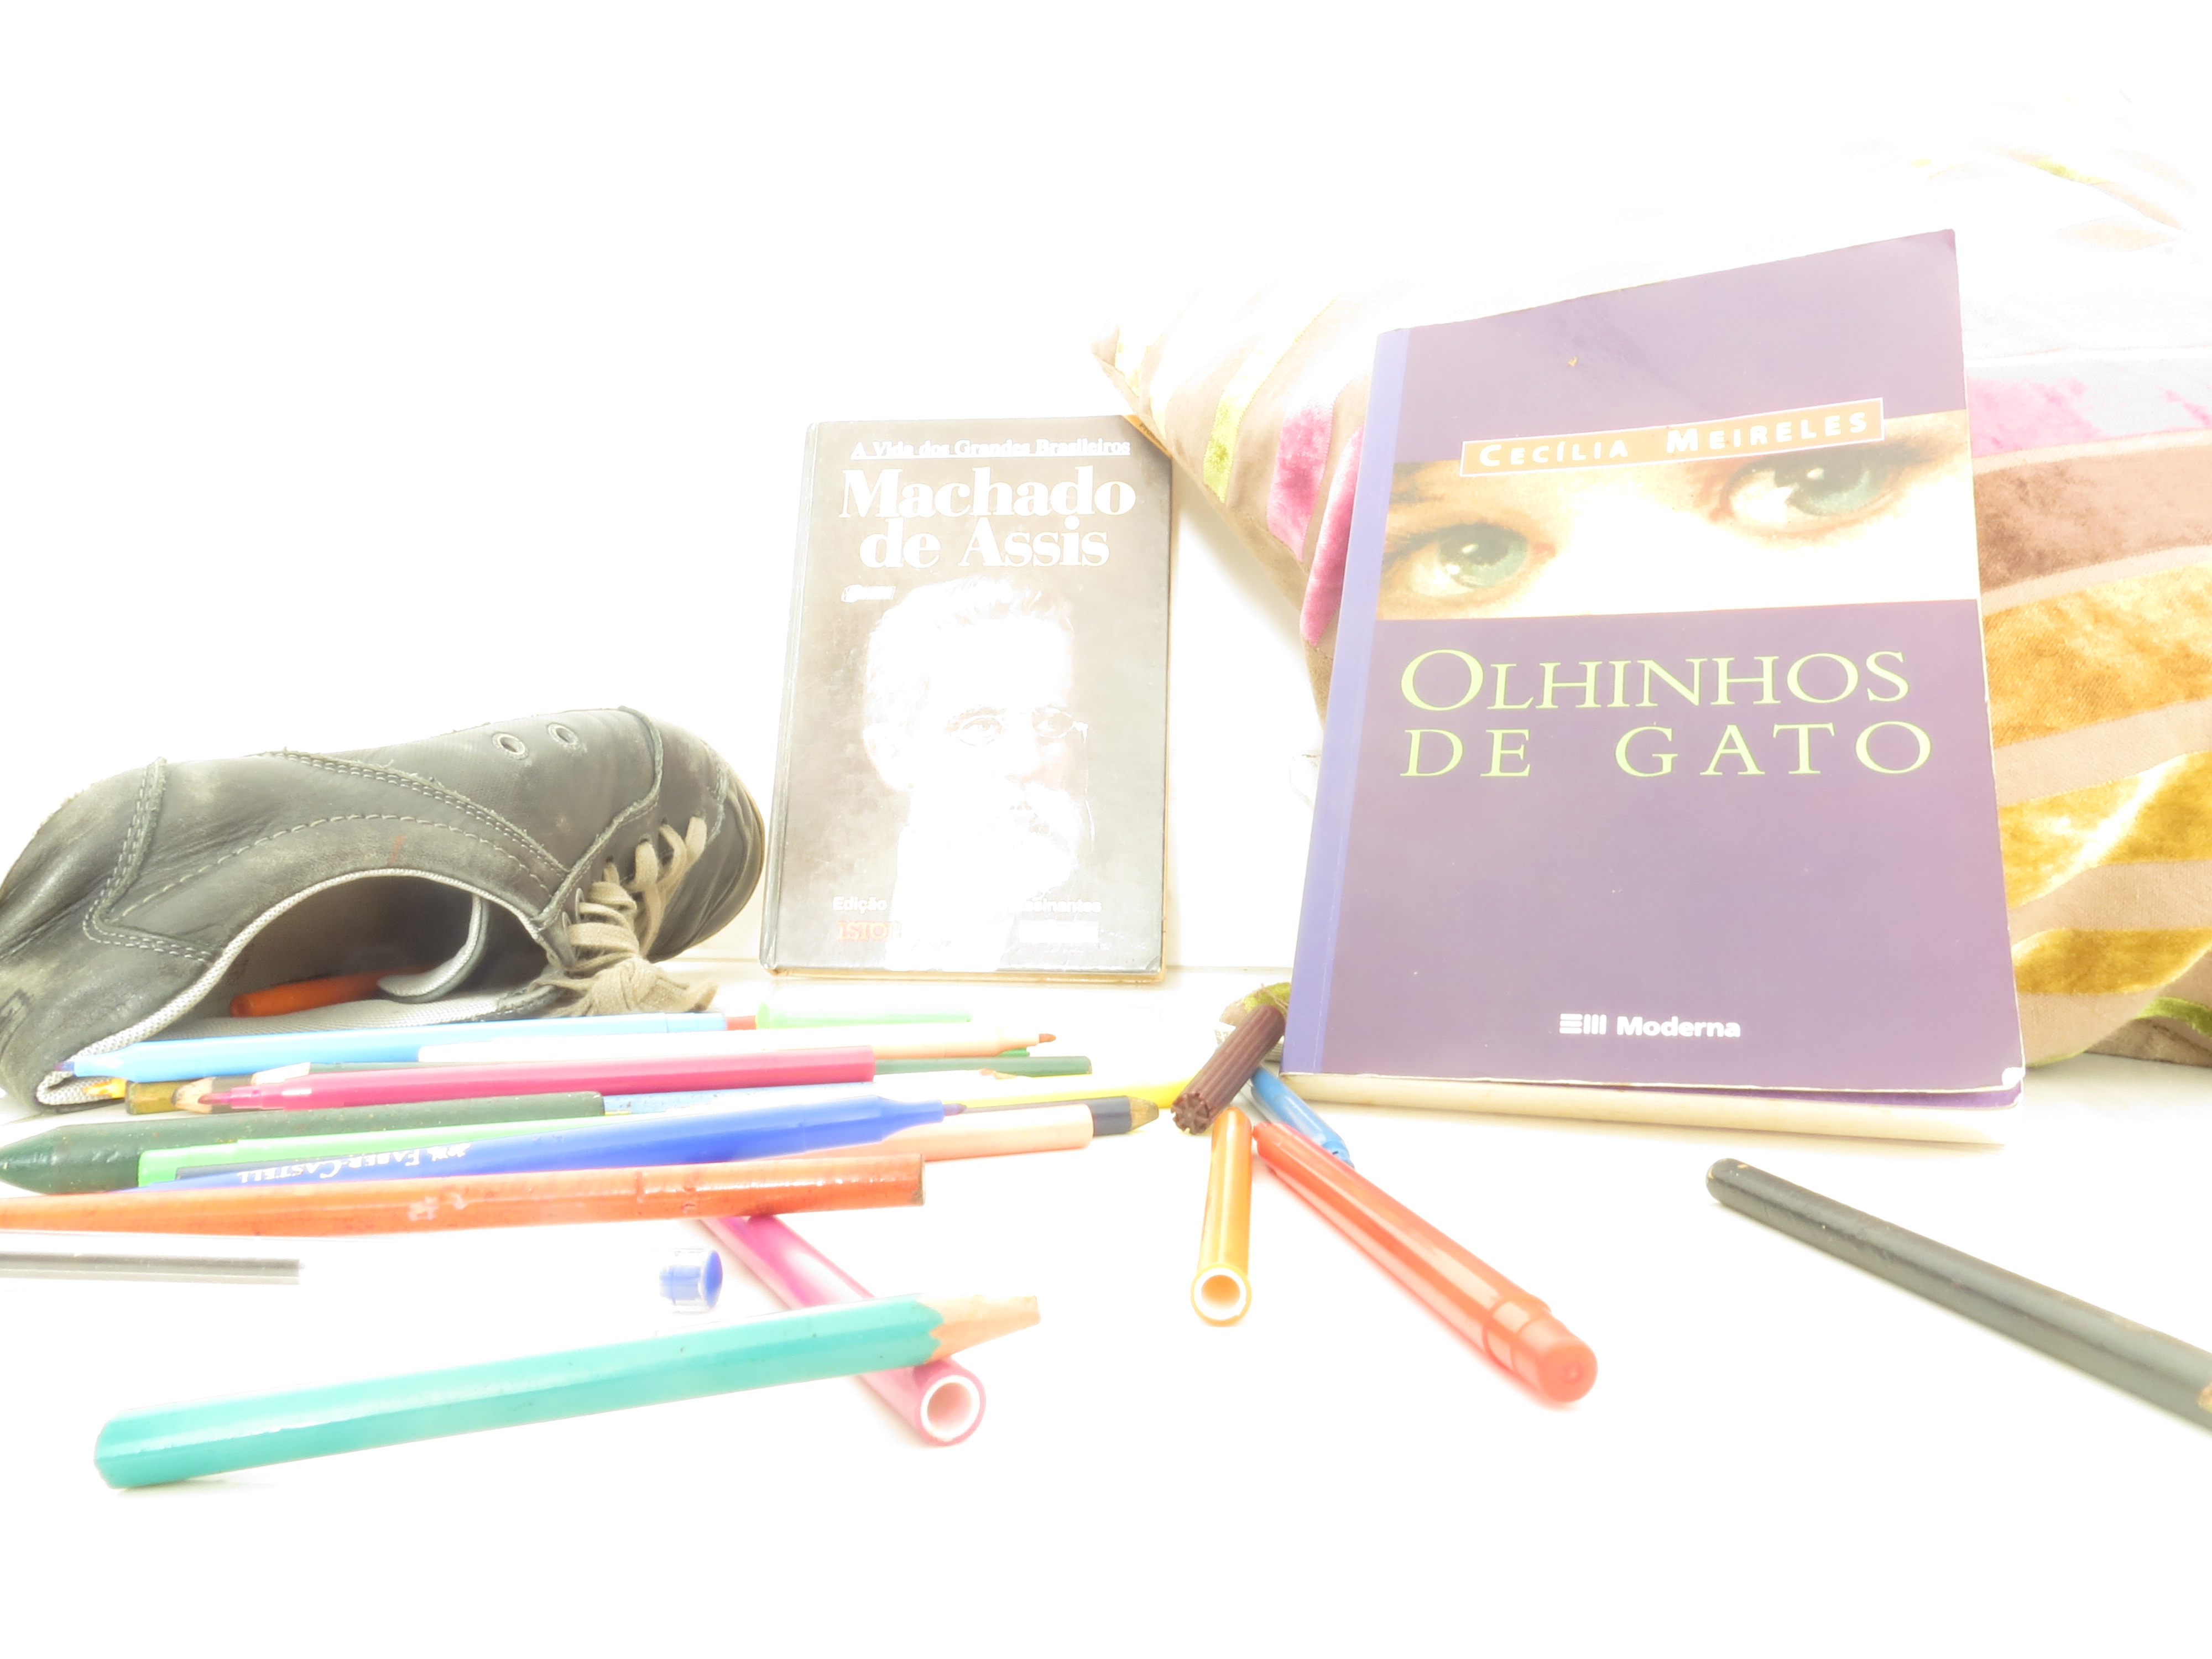 A Vida dos Grandes Brasileiros
Machado
de Assis
Edição
CECÍLIA MEIRELES
OLHINHOS
DE GATO
Moderna
FABER-CASTELL